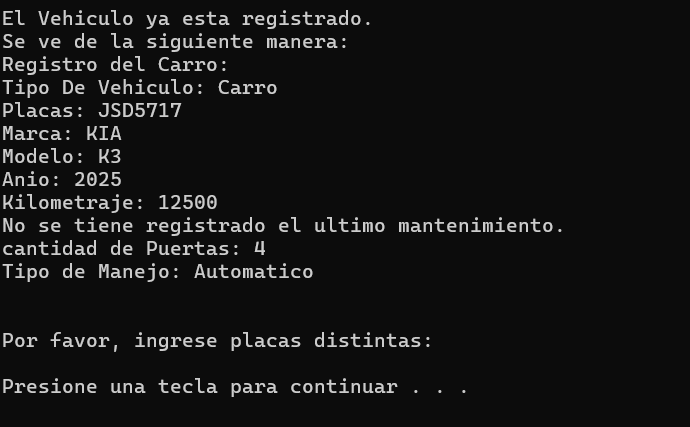 El Vehiculo ya esta registrado.
Se ve de la siguiente manera:
Registro del Carro:
Tipo De Vehiculo: Carro
Placas: JSD5717
Marca: KIA
Modelo: K3
Anio: 2025
Kilometraje: 12500
No se tiene registrado el ultimo mantenimiento.
cantidad de Puertas: 4
Tipo de Manejo: Automatico
Por favor, ingrese placas distintas:
Presione una tecla para continuar . . .